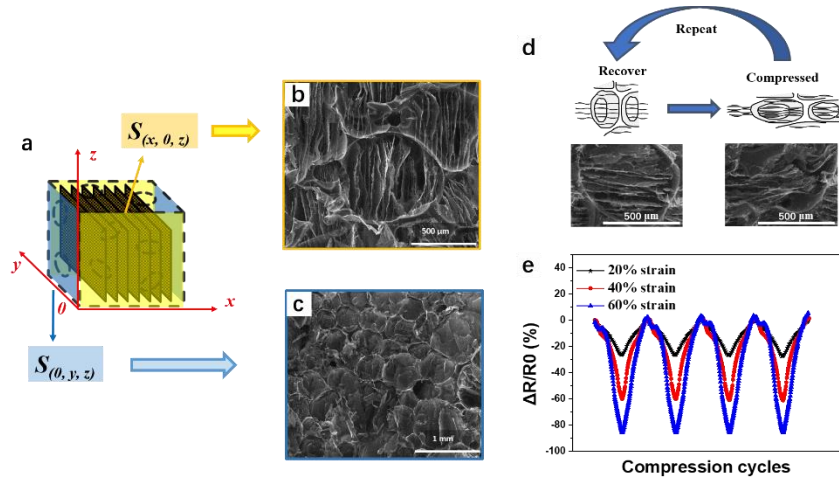 a
S(x, 0, z)
z
y
0
x
S(0, y, z)
b
500 μm
c
1 mm
d
Repeat
Recover
Compressed
500 μm
500 μm
e
20% strain
40% strain
60% strain
40
20
0
-20
-40
-60
-80
-100
ΔR/R0 (%)
Compression cycles